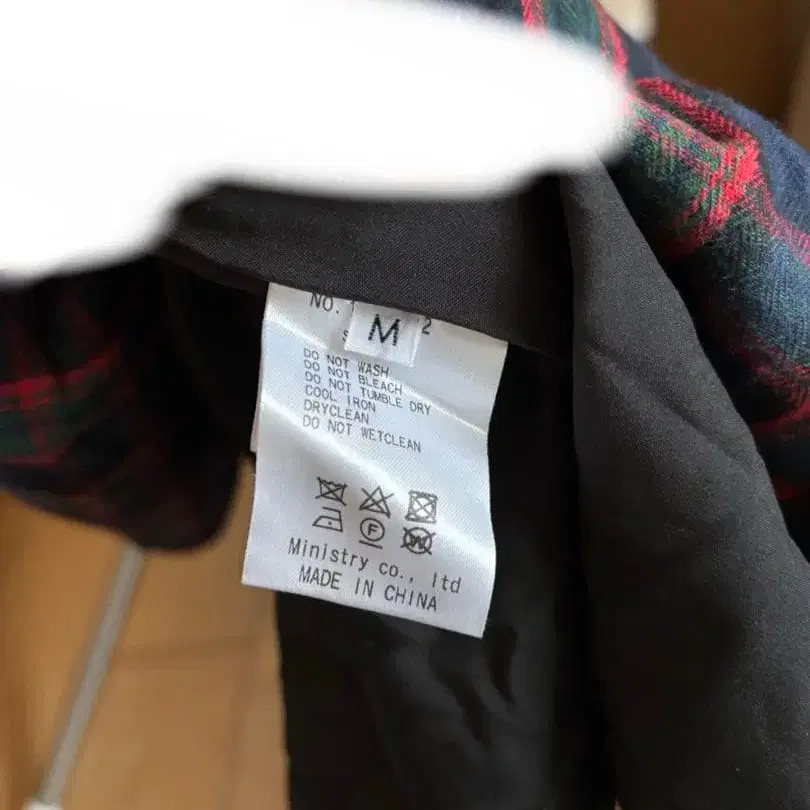 NO.
M
DO NOT WASH
DO NOT BLEACH
DO NOT TUMBLE DRY
COOL IRON
DRYCLEAN
DO NOT WETCLEAN
F W
Ministry co., ltd
MADE IN CHINA